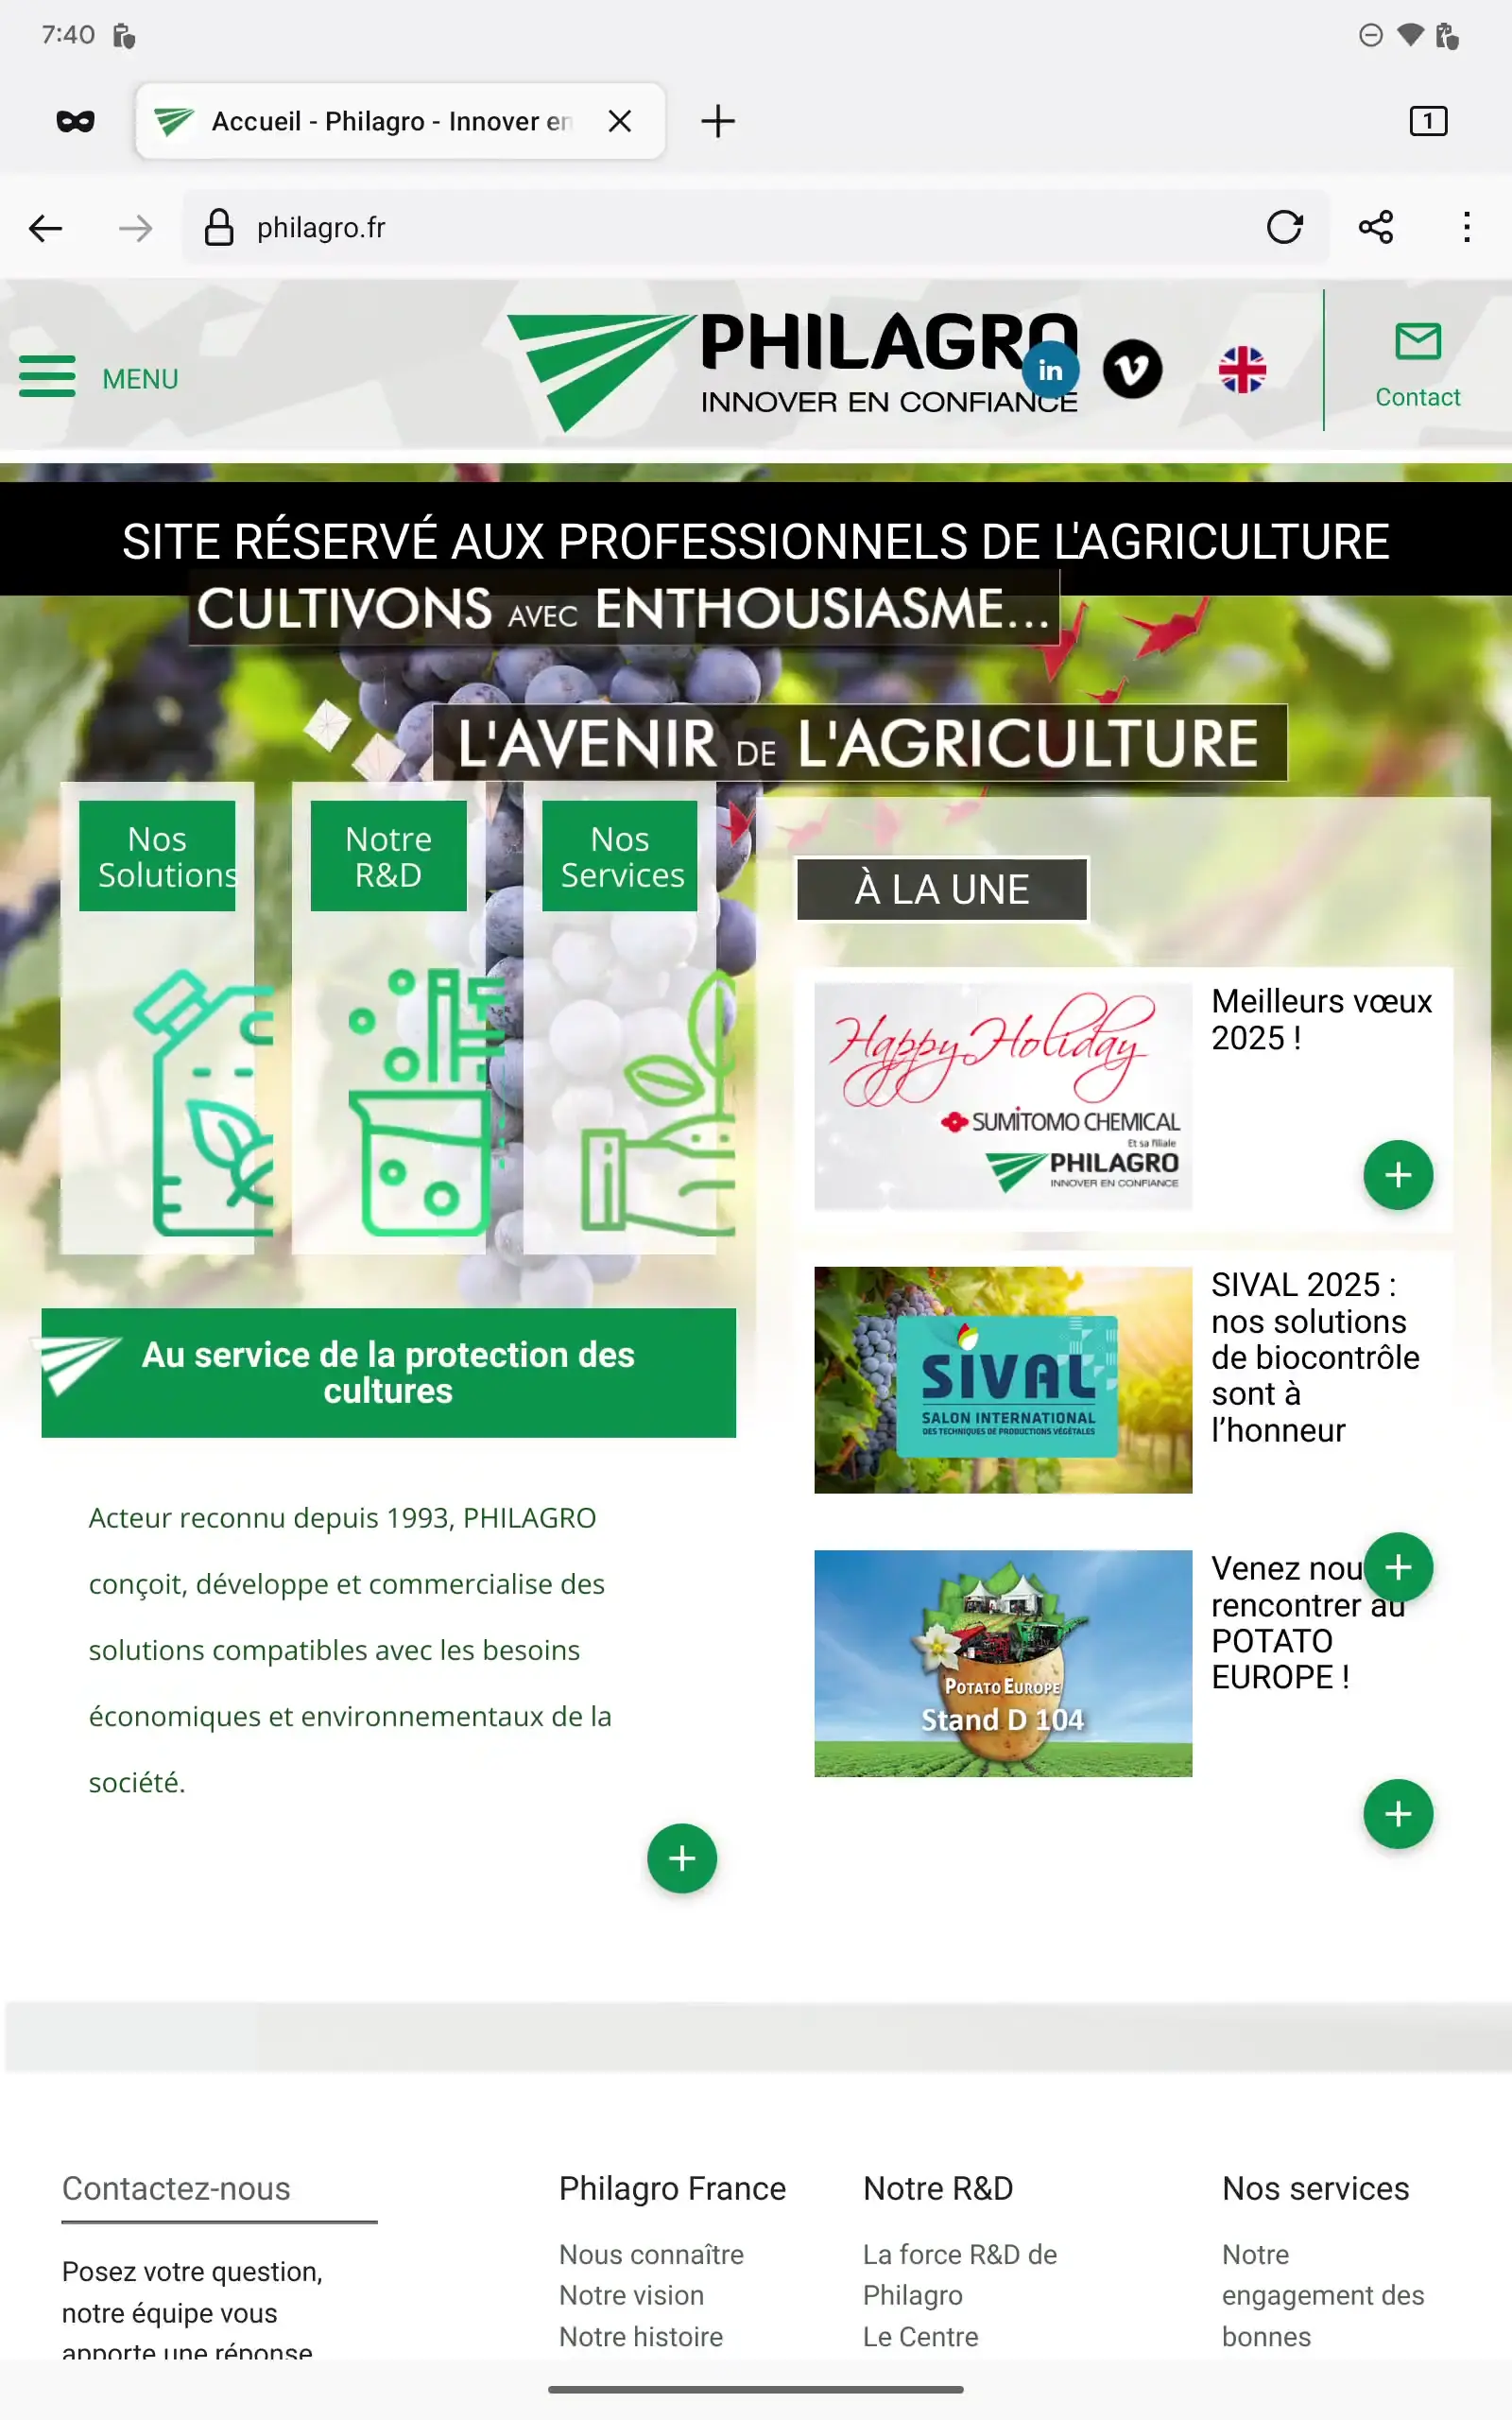 7:40
Accueil - Philagro - Innover en
1
philagro.fr
MENU
PHILAGRO
INNOVER EN CONFIANCE
in
Contact
SITE RÉSERVÉ AUX PROFESSIONNELS DE L'AGRICULTURE
CULTIVONS AVEC ENTHOUSIASME...
L'AVENIR DE L'AGRICULTURE
Nos
Solutions
Notre
R&D
Nos
Services
À LA UNE
Happy Holiday
SUMITOMO CHEMICAL
Et sa filiale
PHILAGRO
INNOVER EN CONFIANCE
Meilleurs vœux
2025 !
SIVAL
SALON INTERNATIONAL
DES TECHNIQUES DE PRODUCTIONS VÉGÉTALES
SIVAL 2025 :
nos solutions
de biocontrôle
sont à
l’honneur
Au service de la protection des
cultures
Acteur reconnu depuis 1993, PHILAGRO
conçoit, développe et commercialise des
solutions compatibles avec les besoins
économiques et environnementaux de la
société.
POTATO EUROPE
Stand D 104
Venez nou
rencontrer au
POTATO
EUROPE !
Contactez-nous
Posez votre question,
notre équipe vous
apporte une réponse
Philagro France
Nous connaître
Notre vision
Notre histoire
Notre R&D
La force R&D de
Philagro
Le Centre
Nos services
Notre
engagement des
bonnes